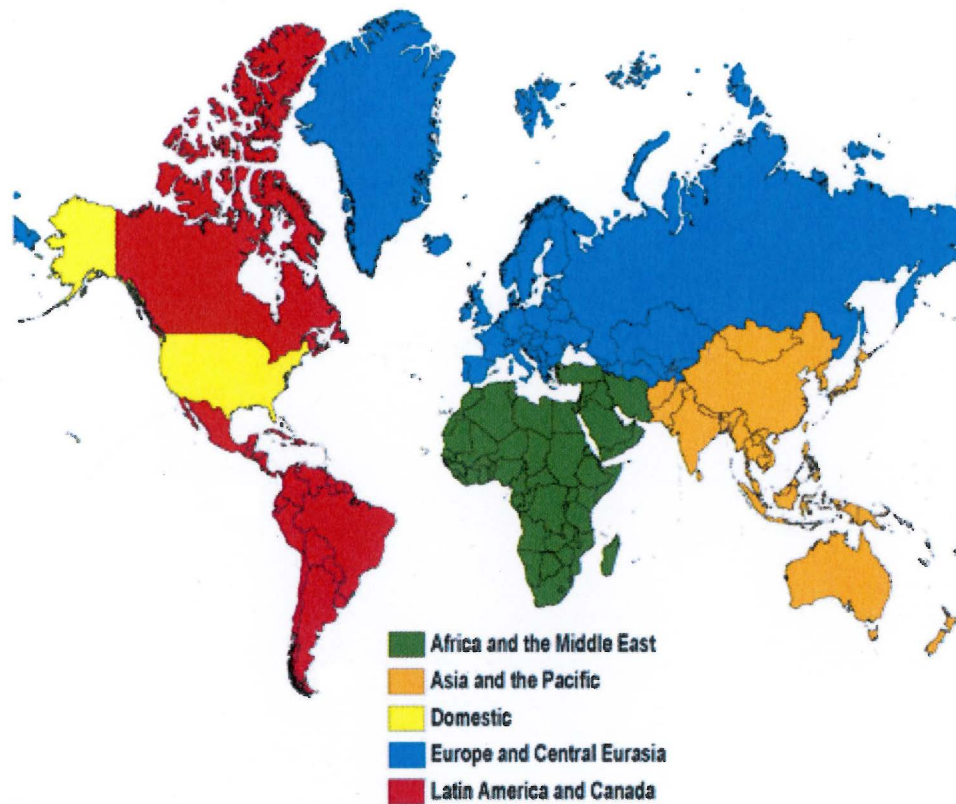 Africa and the Middle East
Asia and the Pacific
Domestic
Europe and Central Eurasia
Latin America and Canada